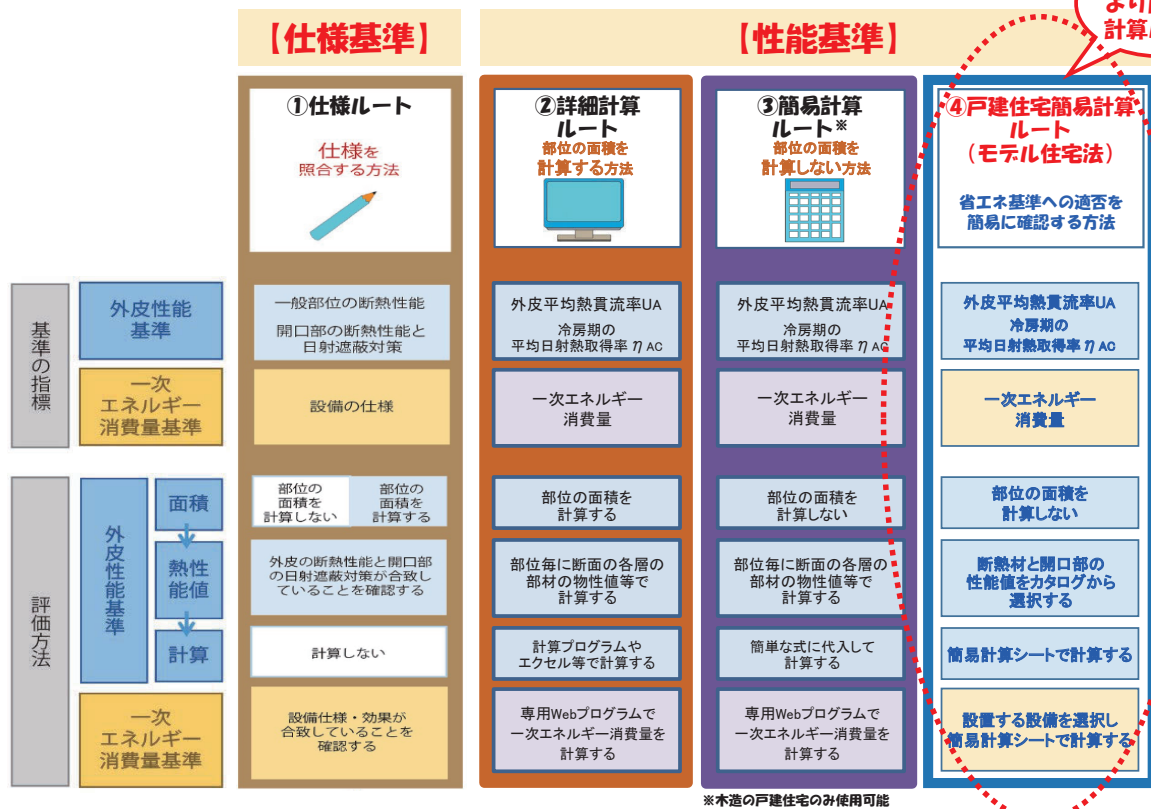 【仕様基準】
【性能基準】
計算
①仕様ルート
仕様を
照合する方法
②詳細計算
ルート
部位の面積を
計算する方法
③簡易計算
ルート※
部位の面積を
計算しない方法
④戸建住宅簡易計算
ルート
(モデル住宅法)
省エネ基準への適否を
簡易に確認する方法
基準の指標
外皮性能
基準
一般部位の断熱性能
開口部の断熱性能と
日射遮蔽対策
外皮平均熱貫流率UA
冷房期の
平均日射熱取得率ηAC
外皮平均熱貫流率UA
冷房期の
平均日射熱取得率ηAC
外皮平均熱貫流率UA
冷房期の
平均日射熱取得率ηAC
一次
エネルギー
消費量基準
設備の仕様
一次エネルギー
消費量
一次エネルギー
消費量
一次エネルギー
消費量
評価方法
外皮性能基準
面積
部位の
面積を
計算しない
部位の
面積を
計算する
部位の面積を
計算する
部位の面積を
計算しない
部位の面積を
計算しない
熱性
能値
外皮の断熱性能と開口部
の日射遮蔽対策が合致し
ていることを確認する
部位毎に断面の各層の
部材の物性値等で
計算する
部位毎に断面の各層の
部材の物性値等で
計算する
断熱材と開口部の
性能値をカタログから
選択する
計算
計算しない
計算プログラムや
エクセル等で計算する
簡単な式に代入して
計算する
簡易計算シートで計算する
一次
エネルギー
消費量基準
設備仕様・効果が
合致していることを
確認する
専用Webプログラムで
一次エネルギー消費量を
計算する
専用Webプログラムで
一次エネルギー消費量を
計算する
設置する設備を選択し
簡易計算シートで計算する
※木造の戸建住宅のみ使用可能